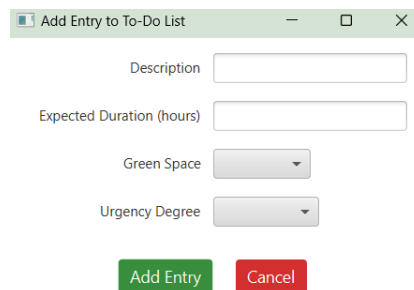 Add Entry to To-Do List
Description
Expected Duration (hours)
Green Space
Urgency Degree
Add Entry Cancel